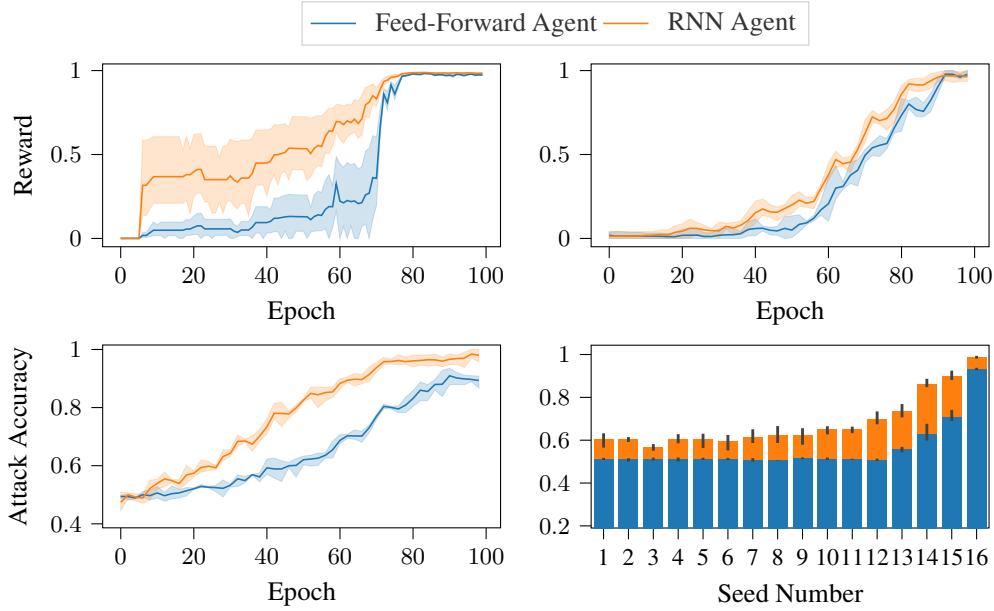 Feed-Forward Agent RNN Agent
Reward
1
0.5
0
0 20 40 60 80 100
Epoch
1
0.5
0
0 20 40 60 80 100
Epoch
Attack Accuracy
1
0.8
0.6
0.4
0 20 40 60 80 100
Epoch
1
0.8
0.6
0.4
0.2
1 2 3 4 5 6 7 8 9 10 11 12 13 14 15 16
Seed Number